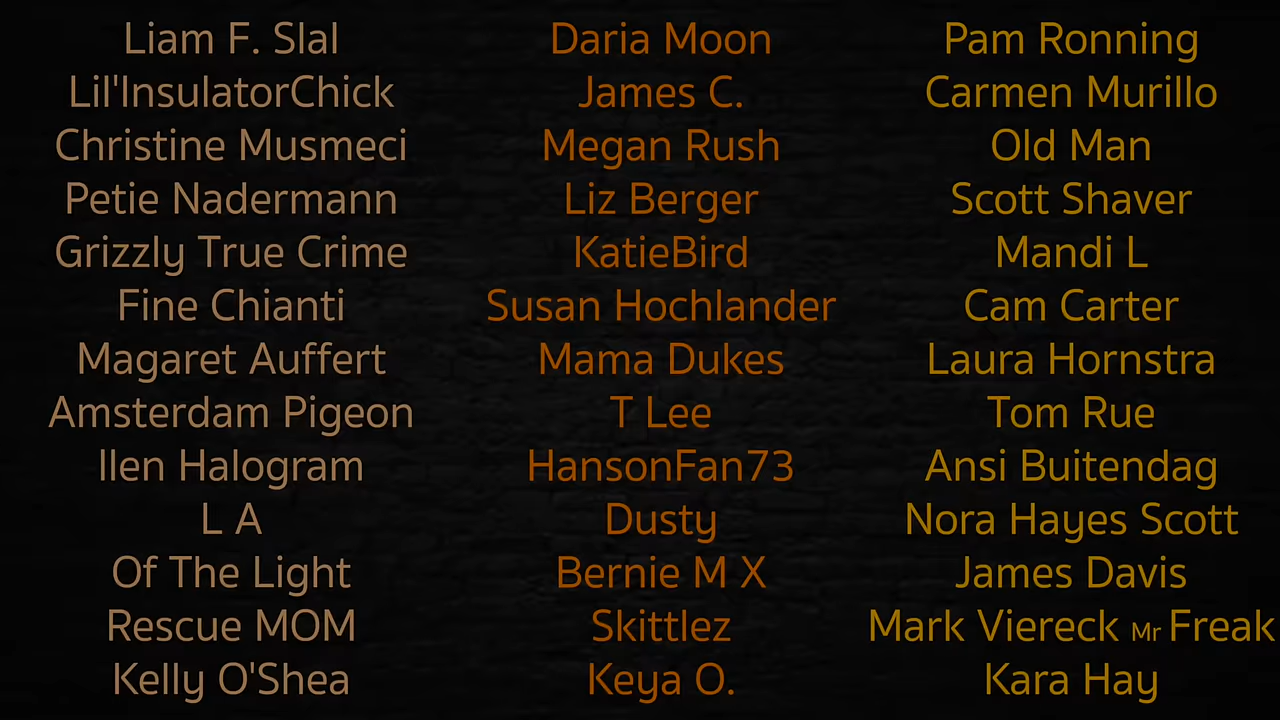 Liam F. Slal
Lil'InsulatorChick
Christine Musmeci
Petie Nadermann
Grizzly True Crime
Fine Chianti
Magaret Auffert
Amsterdam Pigeon
Ilen Halogram
L A
Of The Light
Rescue MOM
Kelly O'Shea
Daria Moon
James C.
Megan Rush
Liz Berger
KatieBird
Susan Hochlander
Mama Dukes
T Lee
HansonFan73
Dusty
Bernie M X
Skittlez
Keya O.
Pam Ronning
Carmen Murillo
Old Man
Scott Shaver
Mandi L
Cam Carter
Laura Hornstra
Tom Rue
Ansi Buitendag
Nora Hayes Scott
James Davis
Mark Viereck Mr Freak
Kara Hay